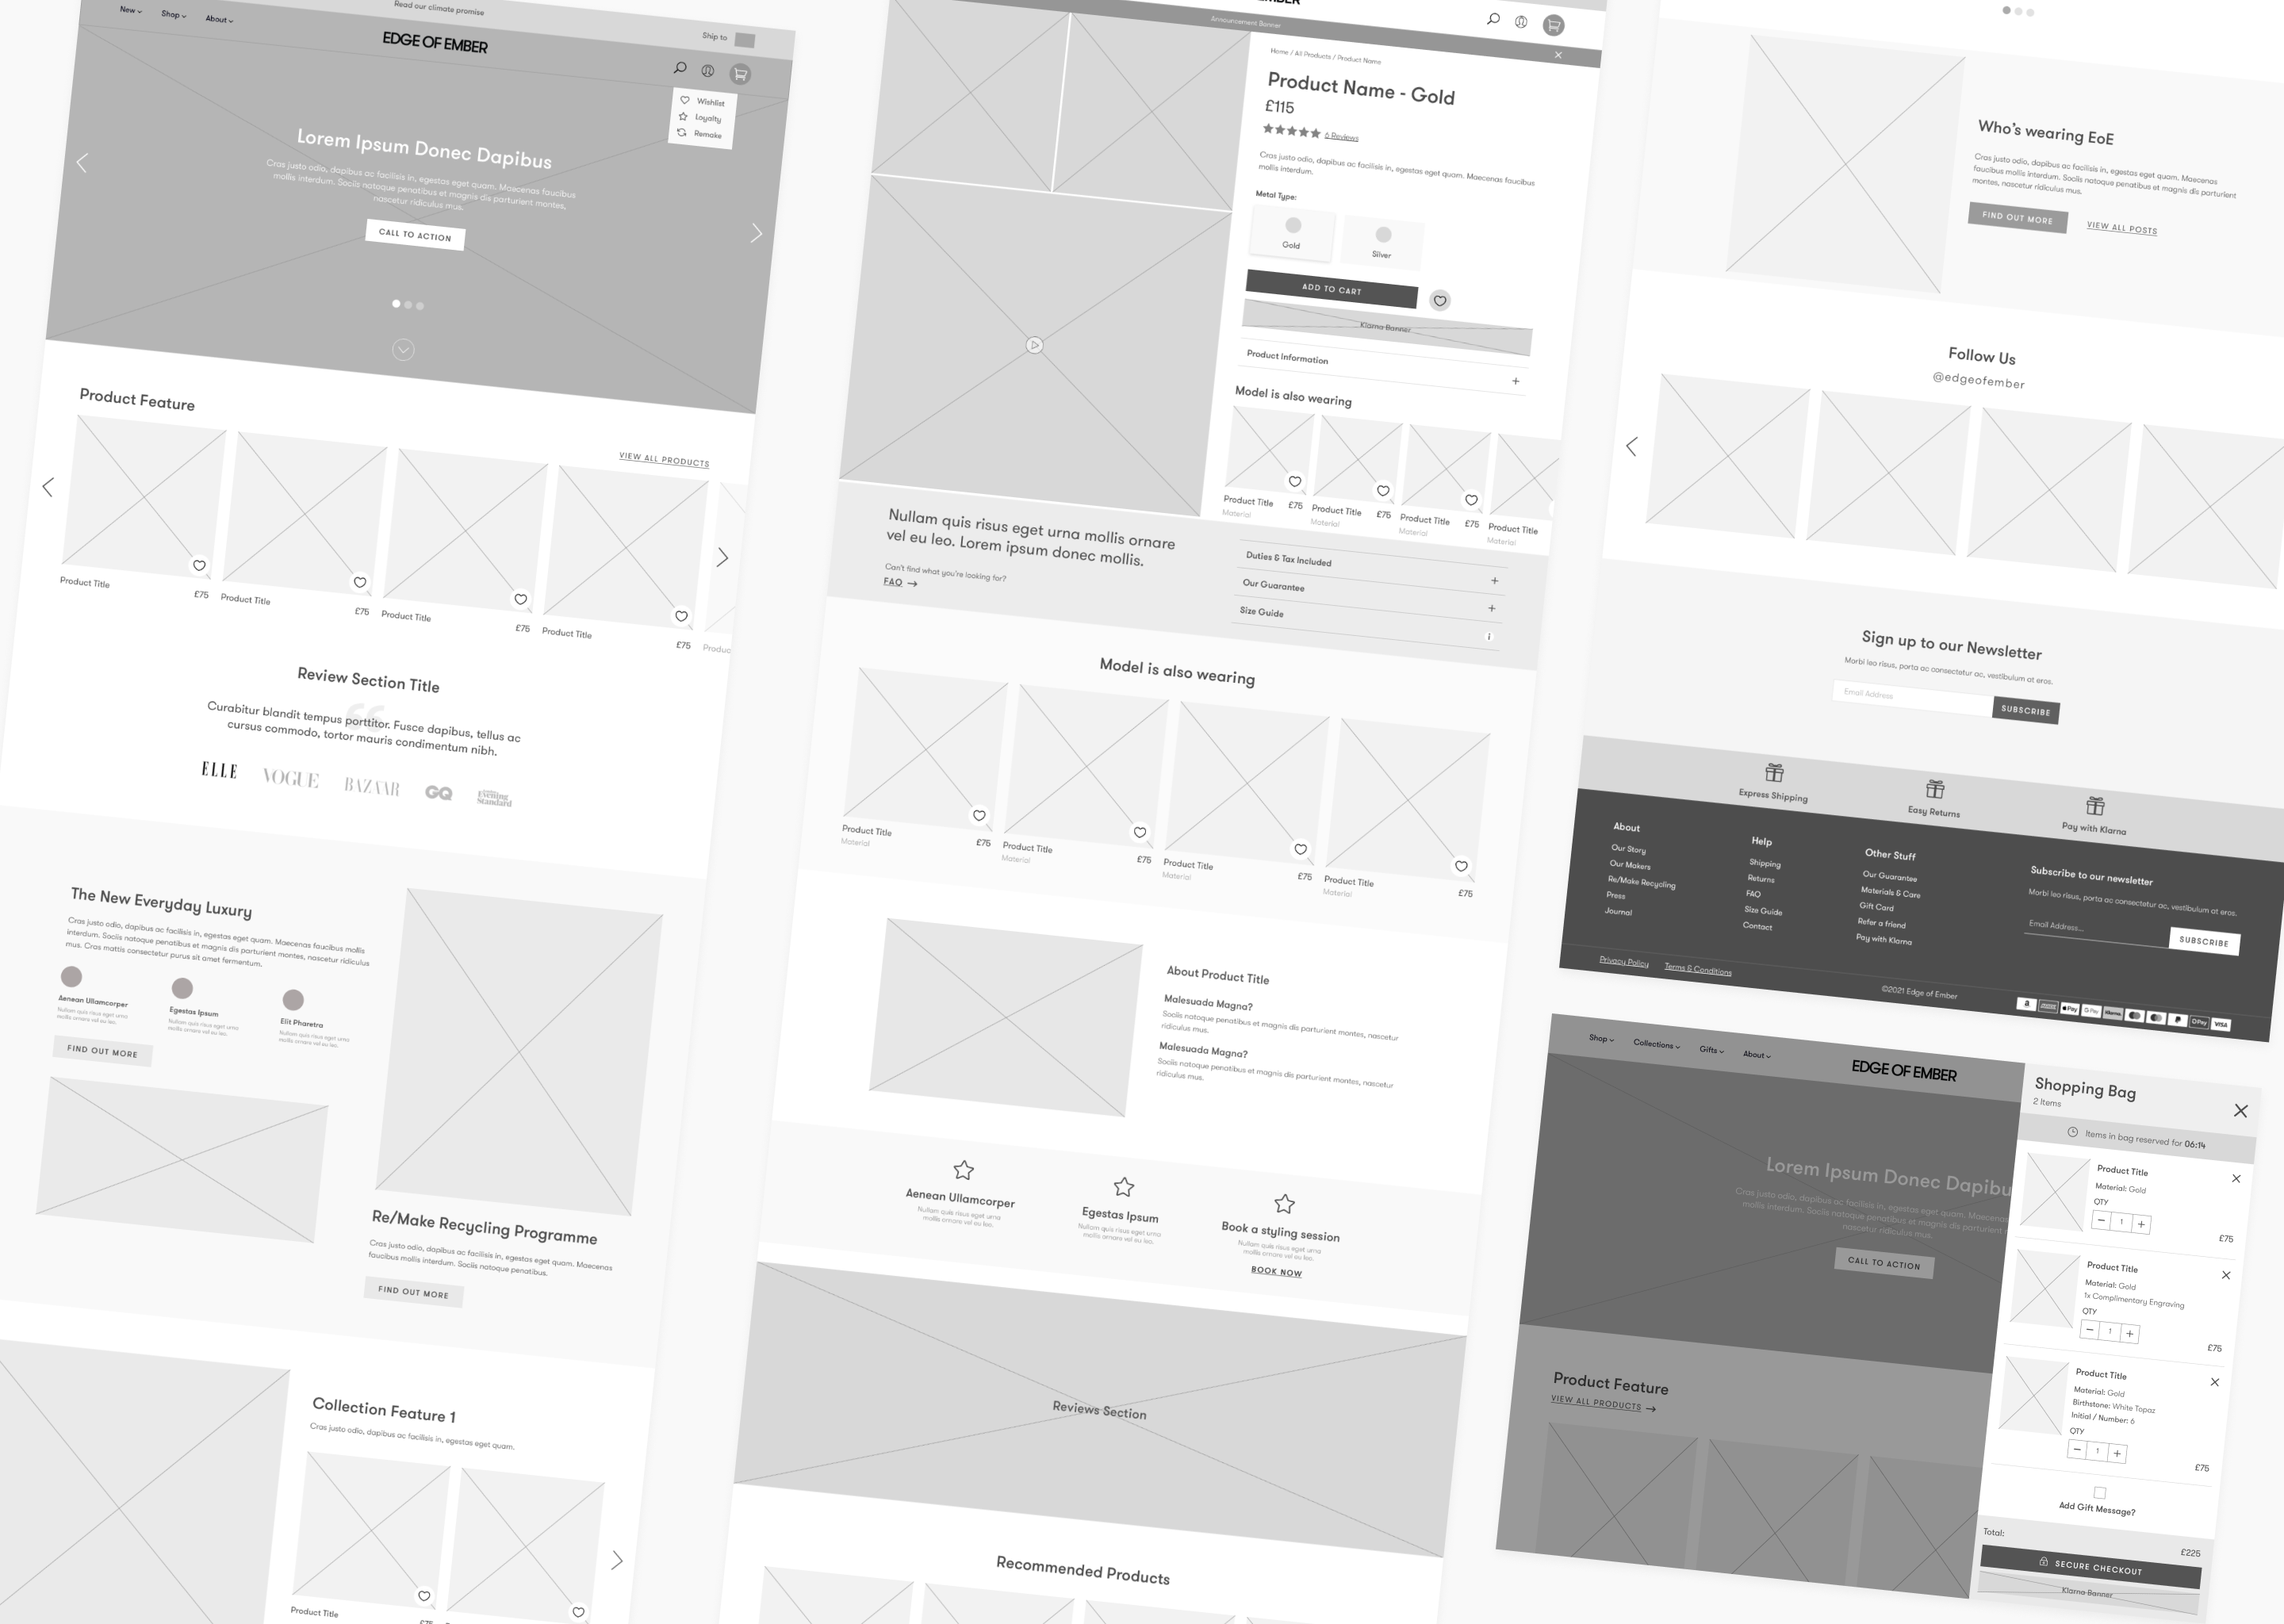 Read our climate promise
New
Shop
About
Ship to
EDGE OF EMBER
Wishlist
Loyalty
Remake
Lorem Ipsum Donec Dapibus
Cras justo odio, dapibus ac facilisis in, egestas eget quam. Maecenas faucibus
mollis interdum. Sociis natoque penatibus et magnis dis parturient montes,
nascetur ridiculus mus.
CALL TO ACTION
Product Feature
VIEW ALL PRODUCTS
Product Title
£75
Product Title
£75
Product Title
£75
Product Title
£75
Produc
Review Section Title
Curabitur blandit tempus porttitor. Fusce dapibus, tellus ac
cursus commodo, tortor mauris condimentum nibh.
ELLE
VOGUE
BAZAAR
GQ
Evening
Standard
The New Everyday Luxury
Cras justo odio, dapibus ac facilisis in, egestas eget quam. Maecenas faucibus mollis
interdum. Sociis natoque penatibus et magnis dis parturient montes, nascetur ridiculus
mus. Cras mattis consectetur purus sit amet fermentum.
Aenean Ullamcorper
Nullam quis risus eget urna
mollis ornare vel eu leo.
Egestas Ipsum
Nullam quis risus eget urna
mollis ornare vel eu leo.
Elit Pharetra
Nullam quis risus eget urna
mollis ornare vel eu leo.
FIND OUT MORE
Re/Make Recycling Programme
Cras justo odio, dapibus ac facilisis in, egestas eget quam. Maecenas
faucibus mollis interdum. Sociis natoque penatibus.
FIND OUT MORE
Collection Feature 1
Cras justo odio, dapibus ac facilisis in, egestas eget quam.
Product Title
£75
Announcement Banner
Home / All Products / Product Name
Product Name - Gold
£115
6 Reviews
Cras justo odio, dapibus ac facilisis in, egestas eget quam. Maecenas faucibus
mollis interdum.
Metal Type:
Gold
Silver
ADD TO CART
Klarna Banner
Product Information
Model is also wearing
Product Title
£75
Material
Product Title
£75
Material
Product Title
£75
Material
Product Title
Material
Nullam quis risus eget urna mollis ornare
vel eu leo. Lorem ipsum donec mollis.
Can't find what you're looking for?
FAQ
Duties & Tax Included
Our Guarantee
Size Guide
Model is also wearing
Product Title
£75
Material
Product Title
£75
Material
Product Title
£75
Material
Product Title
£75
Material
About Product Title
Malesuada Magna?
Sociis natoque penatibus et magnis dis parturient montes, nascetur
ridiculus mus.
Malesuada Magna?
Sociis natoque penatibus et magnis dis parturient montes, nascetur
ridiculus mus.
Aenean Ullamcorper
Nullam quis risus eget urna
mollis ornare vel eu leo.
Egestas Ipsum
Nullam quis risus eget urna
mollis ornare vel eu leo.
Book a styling session
Nullam quis risus eget urna
mollis ornare vel eu leo.
BOOK NOW
Reviews Section
Recommended Products
Who's wearing EoE
Cras justo odio, dapibus ac facilisis in, egestas eget quam. Maecenas
faucibus mollis interdum. Sociis natoque penatibus et magnis dis parturient
montes, nascetur ridiculus mus.
FIND OUT MORE
VIEW ALL POSTS
Follow Us
@edgeofember
Sign up to our Newsletter
Morbi leo risus, porta ac consectetur ac, vestibulum at eros.
Email Address
SUBSCRIBE
Express Shipping
Easy Returns
Pay with Klarna
About
Our Story
Our Makers
Re/Make Recycling
Press
Journal
Help
Shipping
Returns
FAQ
Size Guide
Contact
Other Stuff
Our Guarantee
Materials & Care
Gift Card
Refer a friend
Pay with Klarna
Subscribe to our newsletter
Morbi leo risus, porta ac consectetur ac, vestibulum at eros.
Email Address...
SUBSCRIBE
Privacy Policy
Terms & Conditions
©2021 Edge of Ember
Pay
G Pay
Klarna
Pay
VISA
Shop
Collections
Gifts
About
EDGE OF EMBER
Lorem Ipsum Donec Dapibu
Cras justo odio, dapibus ac facilisis in, egestas eget quam. Maecenas
mollis interdum. Sociis natoque penatibus et magnis dis parturient
nascetur ridiculus mus.
CALL TO ACTION
Product Feature
VIEW ALL PRODUCTS
Shopping Bag
2 Items
Items in bag reserved for 06:14
Product Title
Material: Gold
QTY
1
£75
Product Title
Material: Gold
1x Complimentary Engraving
QTY
1
£75
Product Title
Material: Gold
Birthstone: White Topaz
Initial / Number: 6
QTY
1
£75
Add Gift Message?
Total:
£225
SECURE CHECKOUT
Klarna Banner